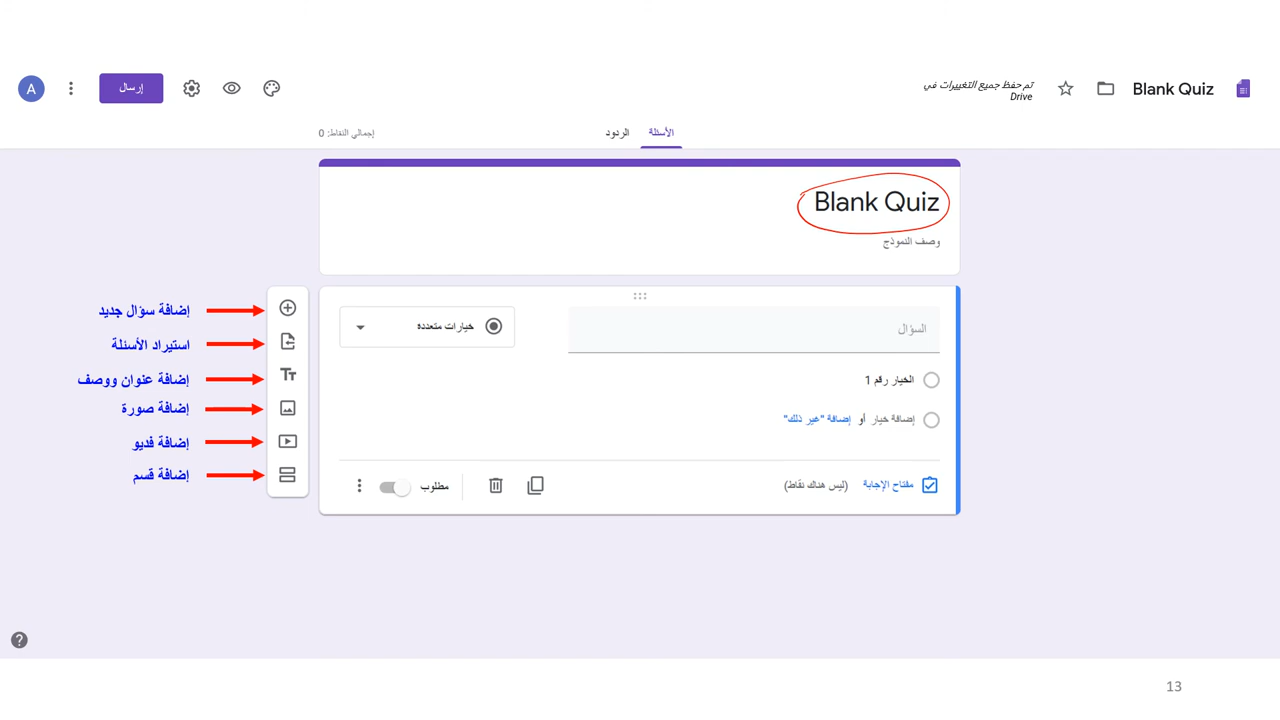 Blank Quiz
تم حفظ جميع التغييرات في
Drive
إرسال
A
الأسئلة
الردود
إجمالي النقاط: 0
Blank Quiz
وصف النموذج
السؤال
خيارات متعددة
الخيار رقم 1
إضافة خيار أو إضافة "غير ذلك"
مفتاح الإجابة (ليس هناك نقاط)
مطلوب
إضافة سؤال جديد
استيراد الأسئلة
إضافة عنوان ووصف
إضافة صورة
إضافة فديو
إضافة قسم
13